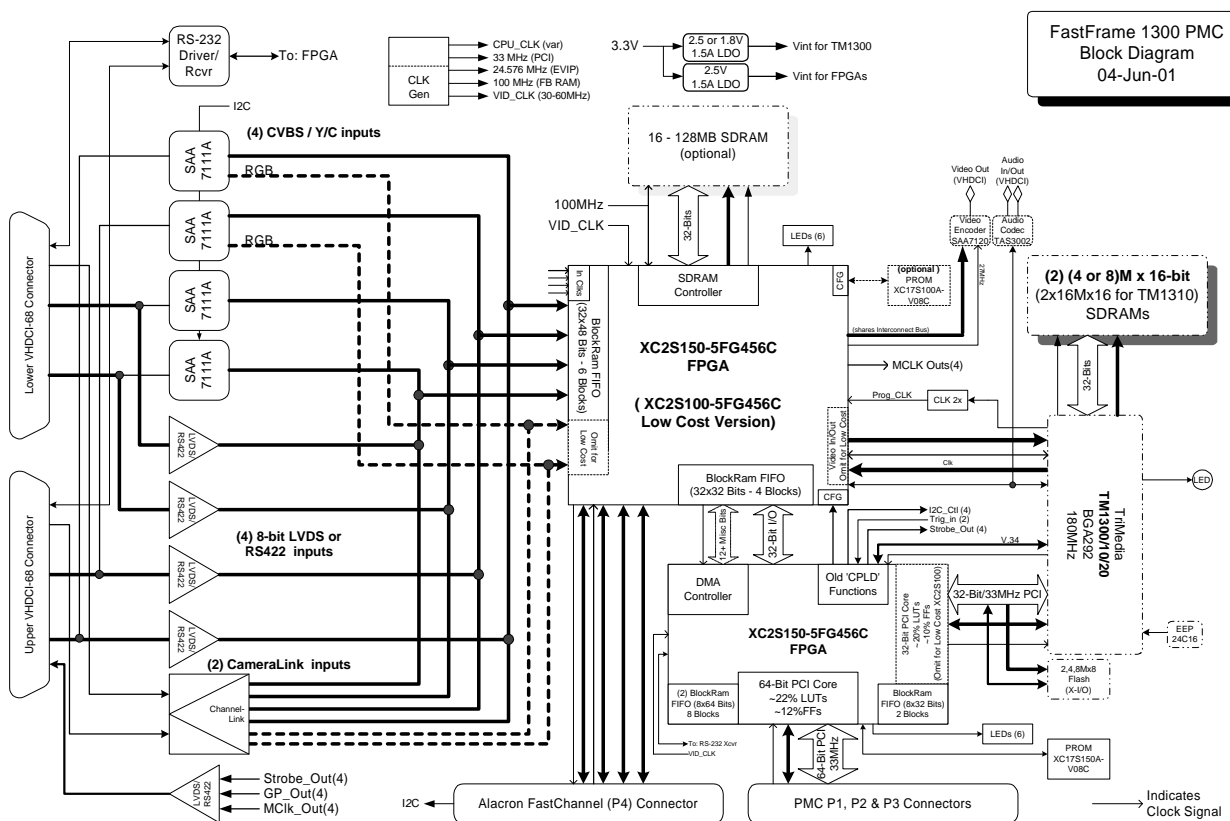 FastFrame 1300 PMC
Block Diagram
04-Jun-01
RS-232
Driver/
Rcvr
To: FPGA
CLK
Gen
CPU_CLK (var)
33 MHz (PCI)
24.576 MHz (EVIP)
100 MHz (FB RAM)
VID_CLK (30-60MHz)
3.3V
2.5 or 1.8V
1.5A LDO
Vint for TM1300
2.5V
1.5A LDO
Vint for FPGAs
I2C
(4) CVBS / Y/C inputs
SAA
7111A
RGB
SAA
7111A
RGB
SAA
7111A
SAA
7111A
Lower VHDCI-68 Connector
Upper VHDCI-68 Connector
LVDS/
RS422
LVDS/
RS422
LVDS/
RS422
LVDS/
RS422
(4) 8-bit LVDS or
RS422 inputs
(2) CameraLink inputs
Channel-
Link
LVDS/
RS422
Strobe_Out(4)
GP_Out(4)
MClk_Out(4)
16 - 128MB SDRAM
(optional)
100MHz
VID_CLK
32-Bits
LEDs (6)
In Clks
SDRAM
Controller
CFG
(optional)
PROM
XC17S100A-
V08C
BlockRam FIFO
(32x48 Bits - 6
Blocks)
Omit for
Low Cost
XC2S150-5FG456C
FPGA
( XC2S100-5FG456C
Low Cost Version)
BlockRam FIFO
(32x32 Bits - 4 Blocks)
CFG
Video In/Out
Omit for Low Cost
Video Out
(VHDCI)
Audio
In/Out
(VHDCI)
Video
Encoder
SAA7120
Audio
Codec
TAS3002
27MHz
(shares Interconnect Bus)
MCLK Outs(4)
Prog_CLK
CLK 2x
Clk
(2) (4 or 8)M x 16-bit
(2x16Mx16 for TM1310)
SDRAMs
32-Bits
TriMedia
TM1300/10/20
BGA292
180MHz
LED
EEP
24C16
12+ Misc Bits
32-Bit I/O
I2C_Ctl (4)
Trig_in (2)
Strobe_Out (4)
V.34
DMA
Controller
Old 'CPLD'
Functions
32-Bit PCI Core
~20% LUTs
~10% FFs
(Omit for Low Cost XC2S100)
32-Bit/33MHz PCI
XC2S150-5FG456C
FPGA
2,4,8Mx8
Flash
(X-I/O)
(2) BlockRam
FIFO (8x64 Bits)
8 Blocks
64-Bit PCI Core
~22% LUTs
~12%FFs
BlockRam
FIFO (8x32 Bits)
2 Blocks
To: RS-232 Xcvr
VID_CLK
64-Bit PCI
33MHz
LEDs (6)
PROM
XC17S150A-
V08C
I2C
Alacron FastChannel (P4) Connector
PMC P1, P2 & P3 Connectors
Indicates
Clock Signal